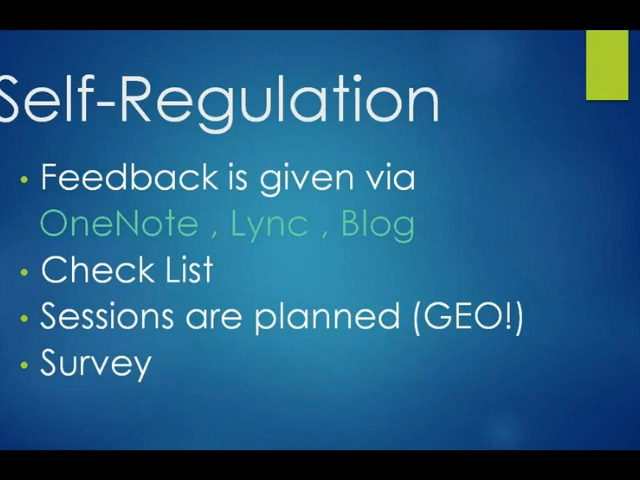 Self-Regulation
• Feedback is given via
OneNote , Lync , Blog
• Check List
• Sessions are planned (GEO!)
• Survey